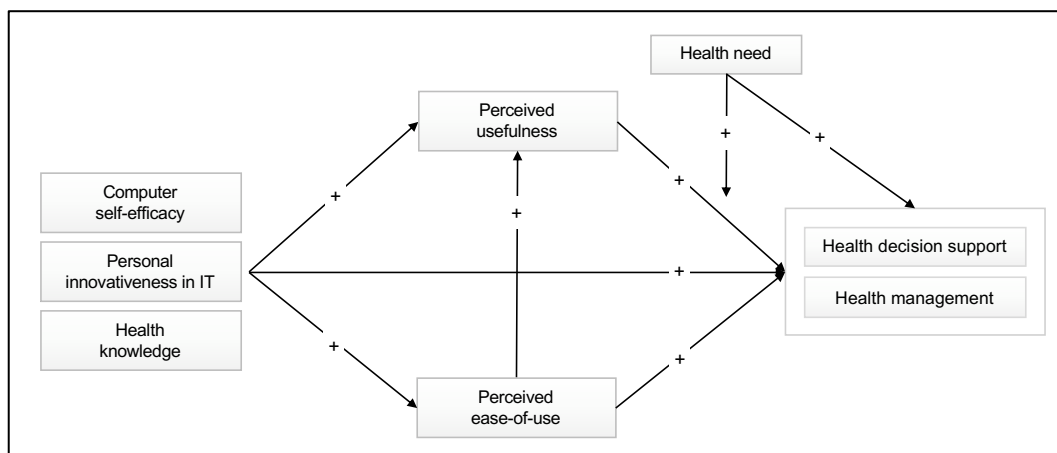 Health need
Perceived
usefulness
+
+
+
+
Computer
self-efficacy
+
Health decision support
Personal
innovativeness in IT
+
Health management
Health
knowledge
+
+
Perceived
ease-of-use